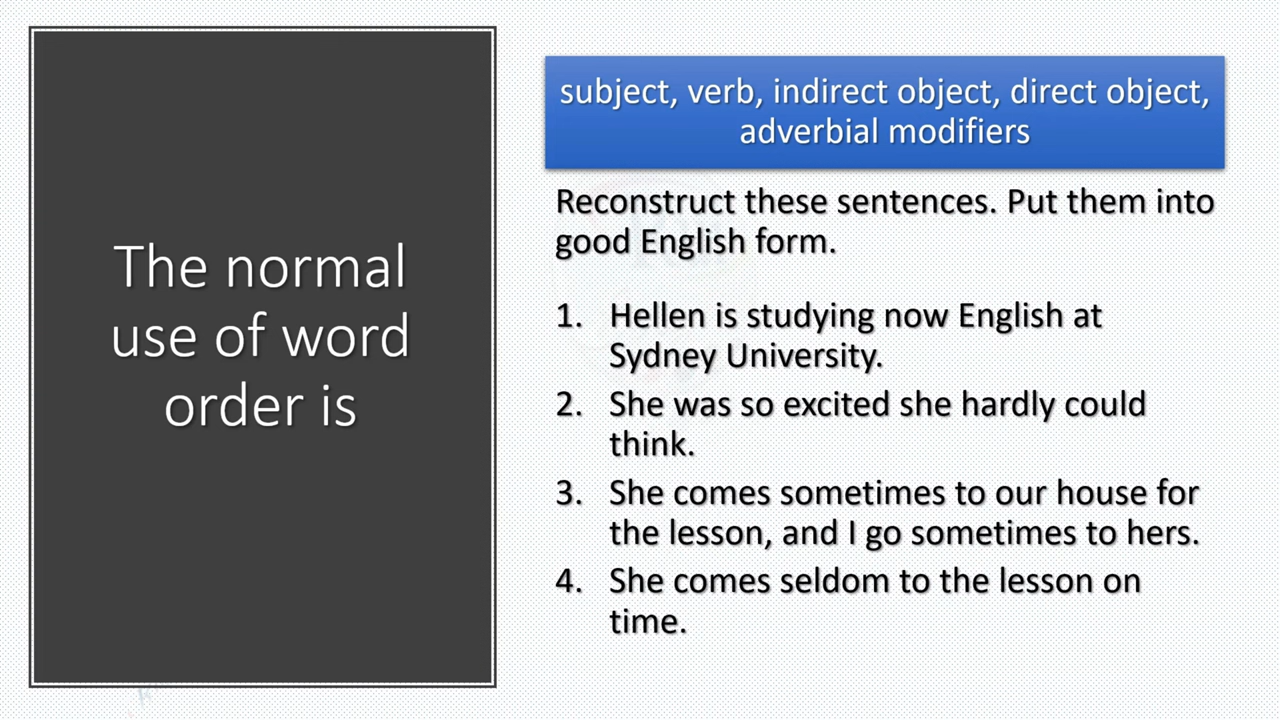 The normal
use of word
order is
subject, verb, indirect object, direct object,
adverbial modifiers
Reconstruct these sentences. Put them into
good English form.
1. Hellen is studying now English at
Sydney University.
2. She was so excited she hardly could
think.
3. She comes sometimes to our house for
the lesson, and I go sometimes to hers.
4. She comes seldom to the lesson on
time.